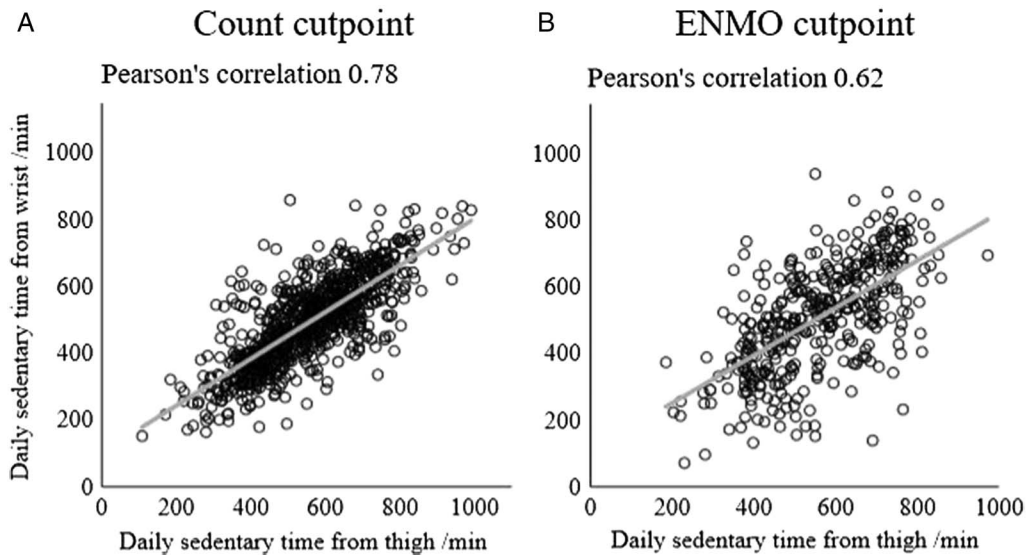 A
Count cutpoint
Pearson's correlation 0.78
Daily sedentary time from wrist /min
1000
800
600
400
200
0
0 200 400 600 800 1000
Daily sedentary time from thigh /min
B
ENMO cutpoint
Pearson's correlation 0.62
1000
800
600
400
200
0
0 200 400 600 800 1000
Daily sedentary time from thigh /min